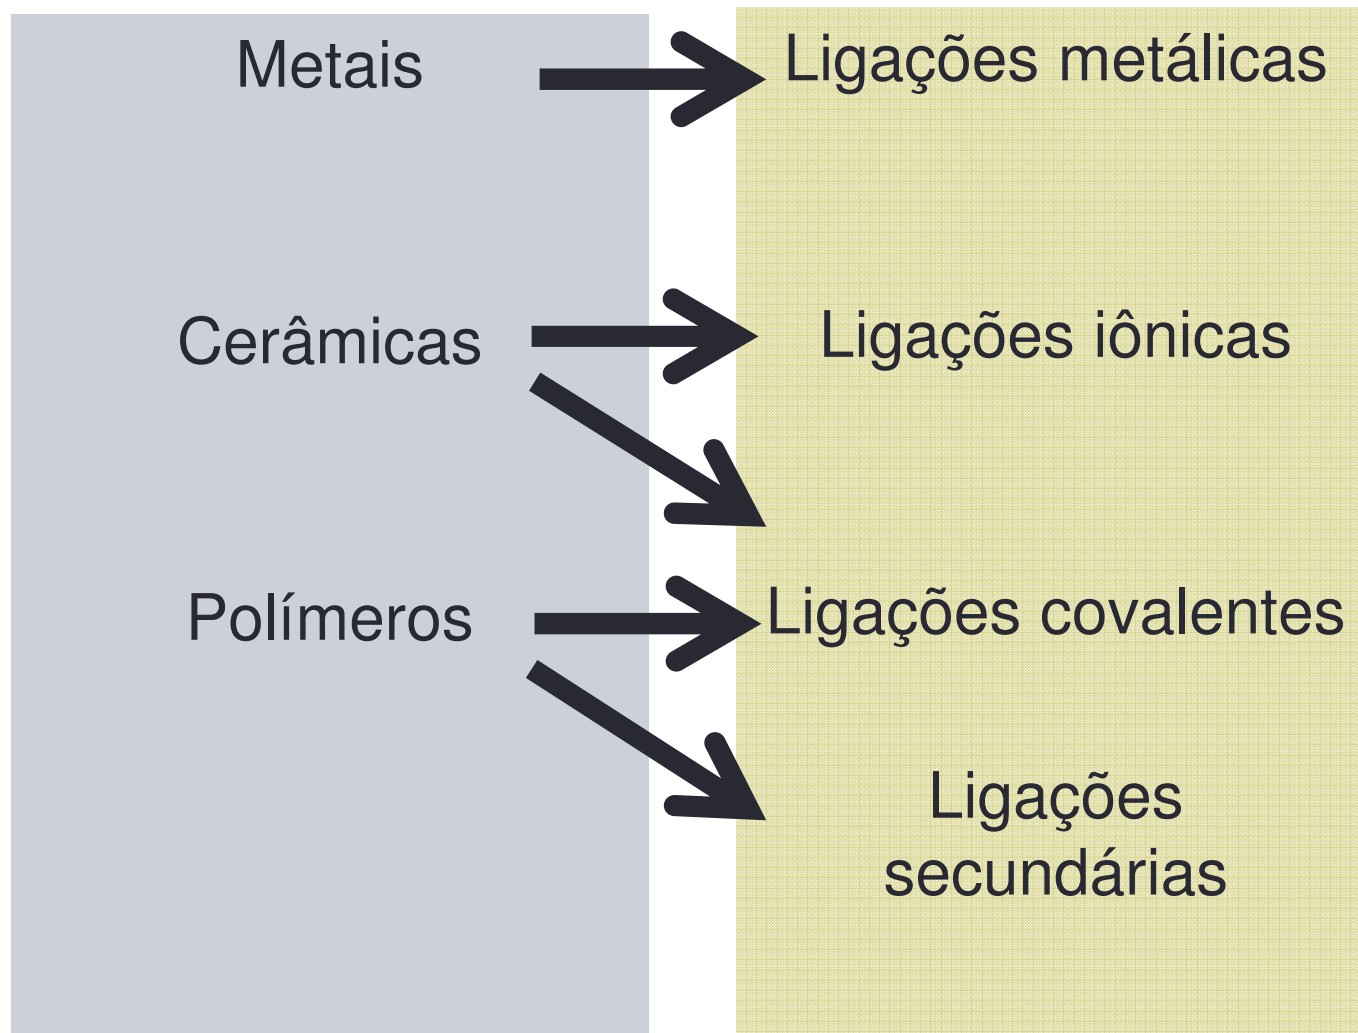 Metais
Ligações metálicas
Cerâmicas
Ligações iônicas
Polímeros
Ligações covalentes
Ligações
secundárias